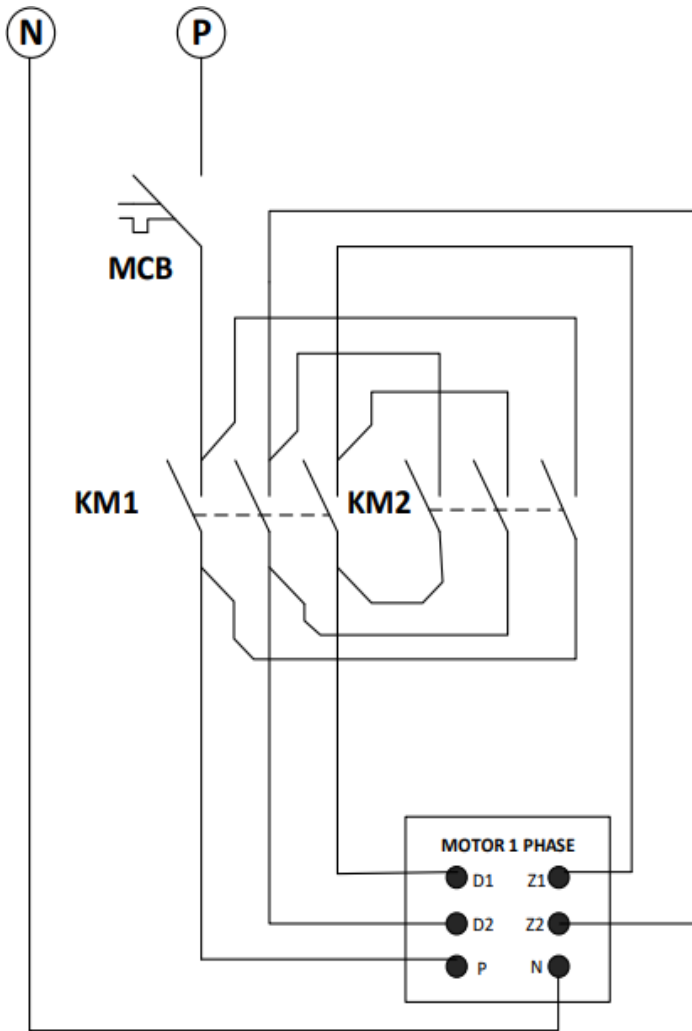 N P
MCB
KM1 KM2
MOTOR 1 PHASE
D1 Z1
D2 Z2
P N